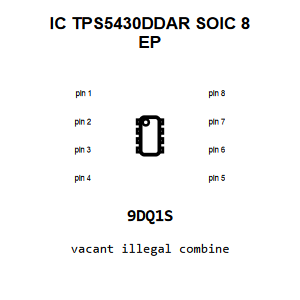 IC TPS5430DDAR SOIC 8
EP
pin 1 pin 8
pin 2 pin 7
pin 3 pin 6
pin 4 pin 5
9DQ1S
vacant illegal combine